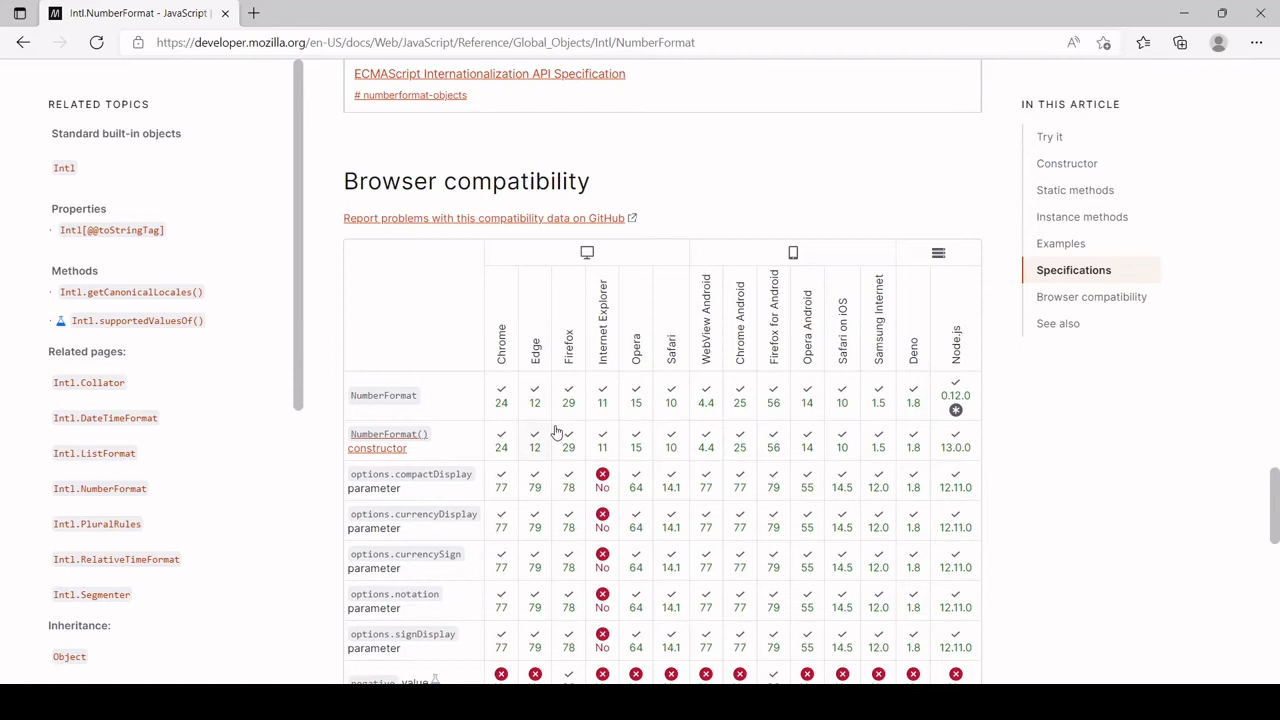 Intl.NumberFormat - JavaScript |
https://developer.mozilla.org/en-US/docs/Web/JavaScript/Reference/Global_Objects/Intl/NumberFormat
RELATED TOPICS
Standard built-in objects
Intl
Properties
Intl[@@toStringTag]
Methods
Intl.getCanonicalLocales()
Intl.supportedValuesOf()
Related pages:
Intl.Collator
Intl.DateTimeFormat
Intl.ListFormat
Intl.NumberFormat
Intl.PluralRules
Intl.RelativeTimeFormat
Intl.Segmenter
Inheritance:
Object
ECMAScript Internationalization API Specification
# numberformat-objects
Browser compatibility
Report problems with this compatibility data on GitHub
Chrome Edge Firefox Internet Explorer Opera Safari WebView Android Chrome Android Firefox for Android Opera Android Safari on iOS Samsung Internet Deno Node.js
NumberFormat 24 12 29 11 15 10 4.4 25 56 14 10 1.5 1.8 0.12.0
NumberFormat()
constructor 24 12 29 11 15 10 4.4 25 56 14 10 1.5 1.8 13.0.0
options.compactDisplay
parameter 77 79 78 No 64 14.1 77 77 79 55 14.5 12.0 1.8 12.11.0
options.currencyDisplay
parameter 77 79 78 No 64 14.1 77 77 79 55 14.5 12.0 1.8 12.11.0
options.currencySign
parameter 77 79 78 No 64 14.1 77 77 79 55 14.5 12.0 1.8 12.11.0
options.notation
parameter 77 79 78 No 64 14.1 77 77 79 55 14.5 12.0 1.8 12.11.0
options.signDisplay
parameter 77 79 78 No 64 14.1 77 77 79 55 14.5 12.0 1.8 12.11.0
negative value
IN THIS ARTICLE
Try it
Constructor
Static methods
Instance methods
Examples
Specifications
Browser compatibility
See also